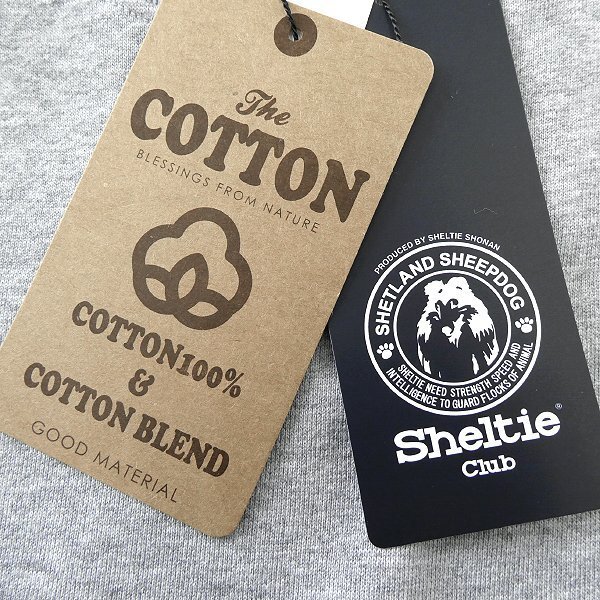 The
COTTON
BLESSINGS FROM NATURE
COTTON100%
&
COTTON BLEND
GOOD MATERIAL
PRODUCED BY SHELTIE SHONAN
SHETLAND SHEEPDOG
SHELTIE NEED STRENGTH SPEED AND
INTELLIGENCE TO GUARD FLOCKS OF ANIMAL
Sheltie®
Club